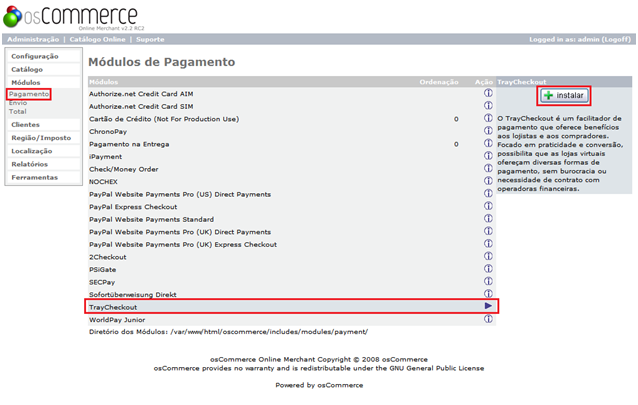 osCommerce
Online Merchant v2.2 RC2
Administração | Catálogo Online | Suporte
Logged in as: admin (Logoff)
Configuração
Catálogo
Módulos
Pagamento
Envio
Total
Clientes
Região/Imposto
Localização
Relatórios
Ferramentas
Módulos de Pagamento
Módulos Ordenação Ação
Authorize.net Credit Card AIM
Authorize.net Credit Card SIM
Cartão de Crédito (Not For Production Use) 0
ChronoPay
Pagamento na Entrega 0
iPayment
Check/Money Order
NOCHEX
PayPal Website Payments Pro (US) Direct Payments
PayPal Express Checkout
PayPal Website Payments Standard
PayPal Website Payments Pro (UK) Direct Payments
PayPal Website Payments Pro (UK) Express Checkout
2Checkout
PSiGate
SECPay
Sofortüberweisung Direkt
TrayCheckout
WorldPay Junior
Diretório dos Módulos: /var/www/html/oscommerce/includes/modules/payment/
TrayCheckout
instalar
O TrayCheckout é um facilitador de
pagamento que oferece benefícios
aos lojistas e aos compradores.
Focado em praticidade e conversão,
possibilita que as lojas virtuais
ofereçam diversas formas de
pagamento, sem burocracia ou
necessidade de contrato com
operadoras financeiras.
osCommerce Online Merchant Copyright © 2008 osCommerce
osCommerce provides no warranty and is redistributable under the GNU General Public License
Powered by osCommerce